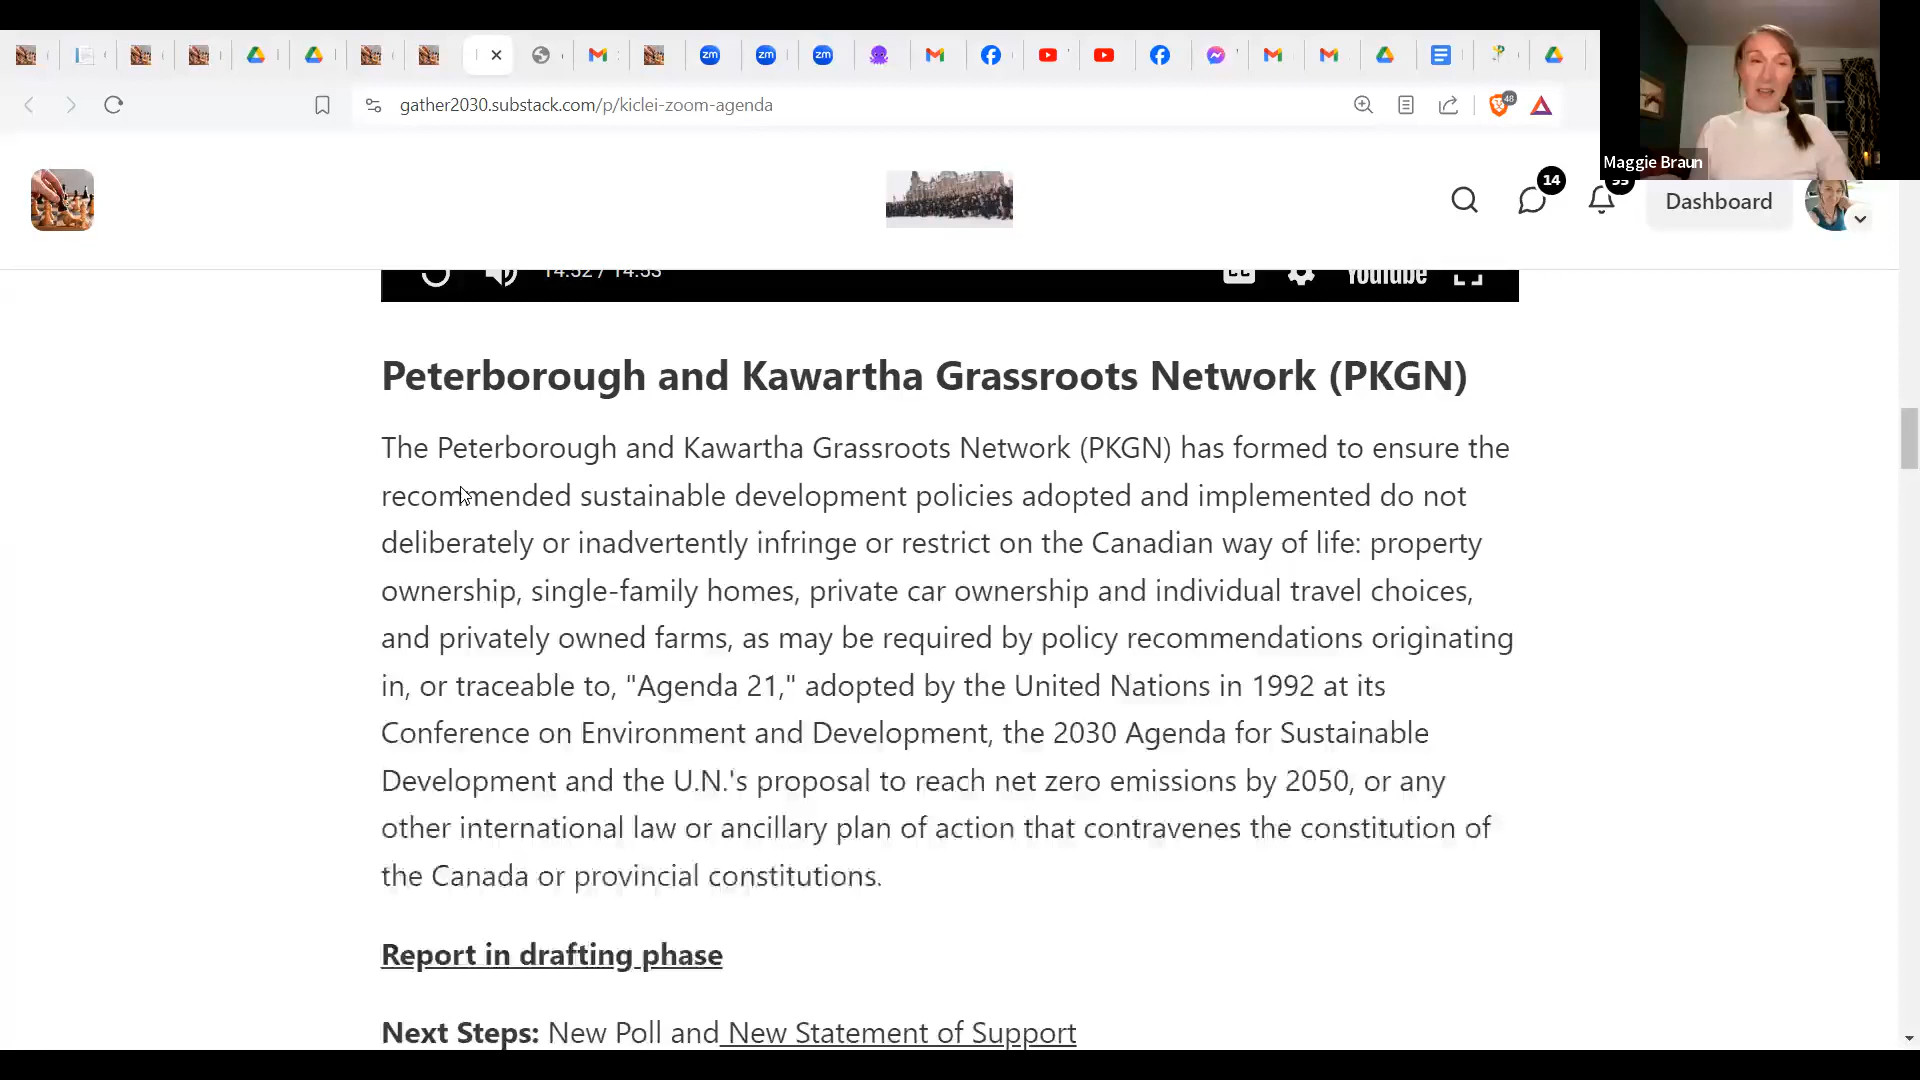 gather2030.substack.com/p/kiclei-zoom-agenda
48
Maggie Braun
14
Dashboard
14:52 / 14:53
CC
YouTube
Peterborough and Kawartha Grassroots Network (PKGN)
The Peterborough and Kawartha Grassroots Network (PKGN) has formed to ensure the
recommended sustainable development policies adopted and implemented do not
deliberately or inadvertently infringe or restrict on the Canadian way of life: property
ownership, single-family homes, private car ownership and individual travel choices,
and privately owned farms, as may be required by policy recommendations originating
in, or traceable to, "Agenda 21," adopted by the United Nations in 1992 at its
Conference on Environment and Development, the 2030 Agenda for Sustainable
Development and the U.N.'s proposal to reach net zero emissions by 2050, or any
other international law or ancillary plan of action that contravenes the constitution of
the Canada or provincial constitutions.
Report in drafting phase
Next Steps: New Poll and New Statement of Support